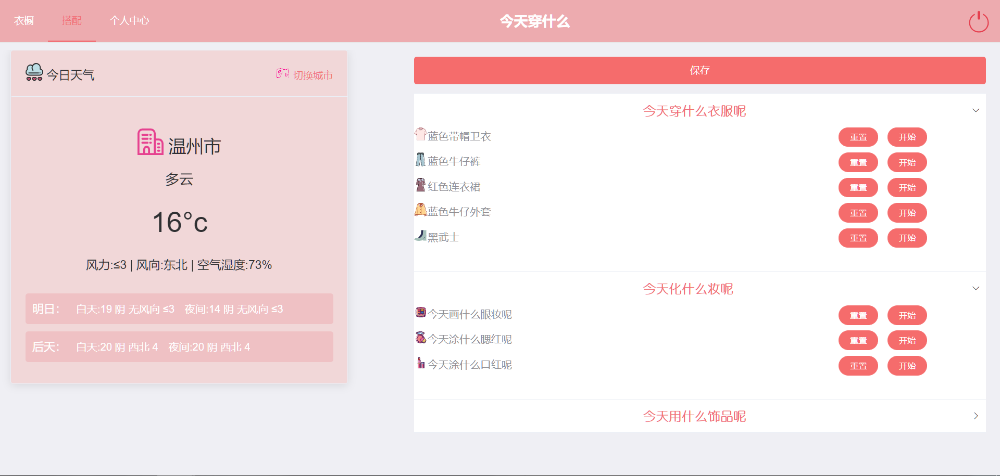 衣橱 搭配 个人中心 今天穿什么
今日天气 切换城市
温州市
多云
16°c
风力:≤3 | 风向:东北 | 空气湿度:73%
明日： 白天:19 阴 无风向 ≤3 夜间:14 阴 无风向 ≤3
后天： 白天:20 阴 西北 4 夜间:20 阴 西北 4
保存
今天穿什么衣服呢
蓝色带帽卫衣 重置 开始
蓝色牛仔裤 重置 开始
红色连衣裙 重置 开始
蓝色牛仔外套 重置 开始
黑武士 重置 开始
今天化什么妆呢
今天画什么眼妆呢 重置 开始
今天涂什么腮红呢 重置 开始
今天涂什么口红呢 重置 开始
今天用什么饰品呢